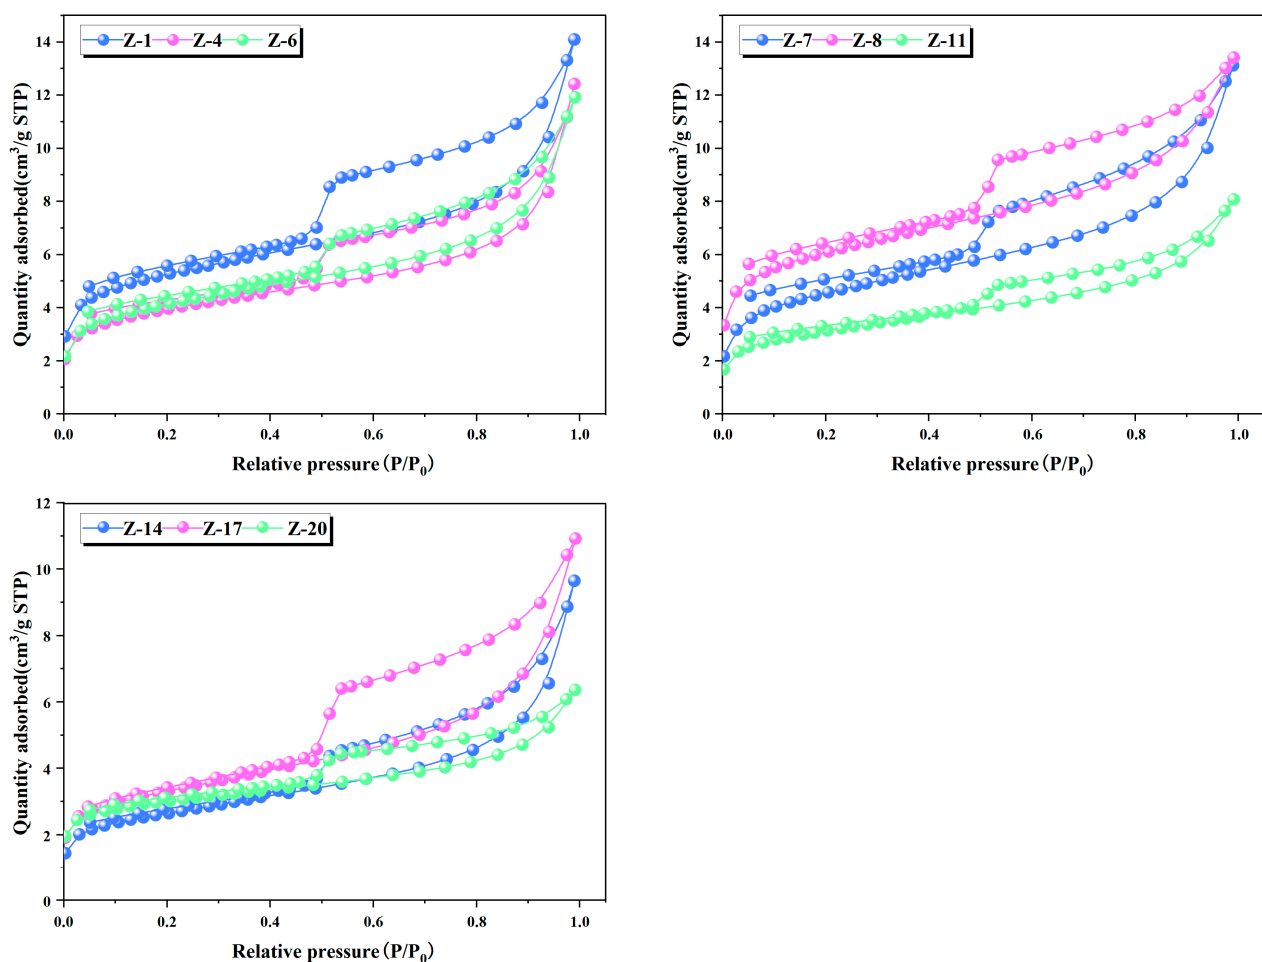 Z-1 Z-4 Z-6
Quantity adsorbed(cm³/g STP)
14
12
10
8
6
4
2
0
0.0 0.2 0.4 0.6 0.8 1.0
Relative pressure(P/P₀)
Z-7 Z-8 Z-11
Quantity adsorbed(cm³/g STP)
14
12
10
8
6
4
2
0
0.0 0.2 0.4 0.6 0.8 1.0
Relative pressure(P/P₀)
Z-14 Z-17 Z-20
Quantity adsorbed(cm³/g STP)
12
10
8
6
4
2
0
0.0 0.2 0.4 0.6 0.8 1.0
Relative pressure(P/P₀)